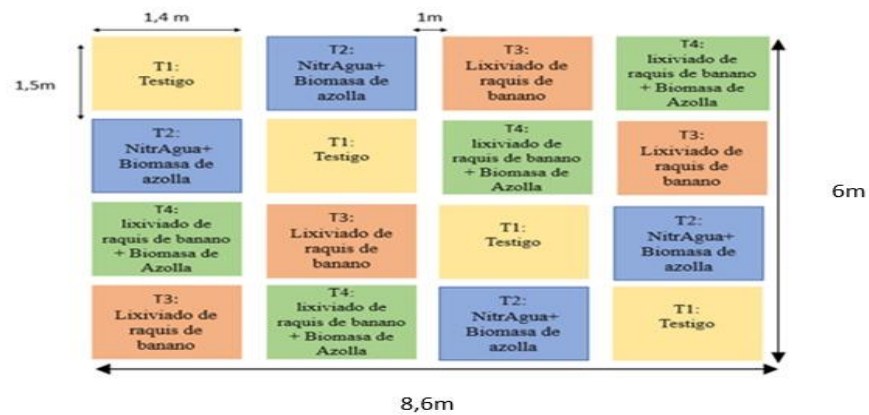 1,4 m
1m
1,5m
T1:
Testigo
T2:
NitrAgua+
Biomasa de
azolla
T3:
Lixiviado de
raquis de
banano
T4:
lixiviado de
raquis de banano
+ Biomasa de
Azolla
T2:
NitrAgua+
Biomasa de
azolla
T1:
Testigo
T4:
lixiviado de
raquis de banano
+ Biomasa de
Azolla
T3:
Lixiviado de
raquis de
banano
6m
T4:
lixiviado de
raquis de banano
+ Biomasa de
Azolla
T3:
Lixiviado de
raquis de
banano
T1:
Testigo
T2:
NitrAgua+
Biomasa de
azolla
T3:
Lixiviado de
raquis de
banano
T4:
lixiviado de
raquis de banano
+ Biomasa de
Azolla
T2:
NitrAgua+
Biomasa de
azolla
T1:
Testigo
8,6m